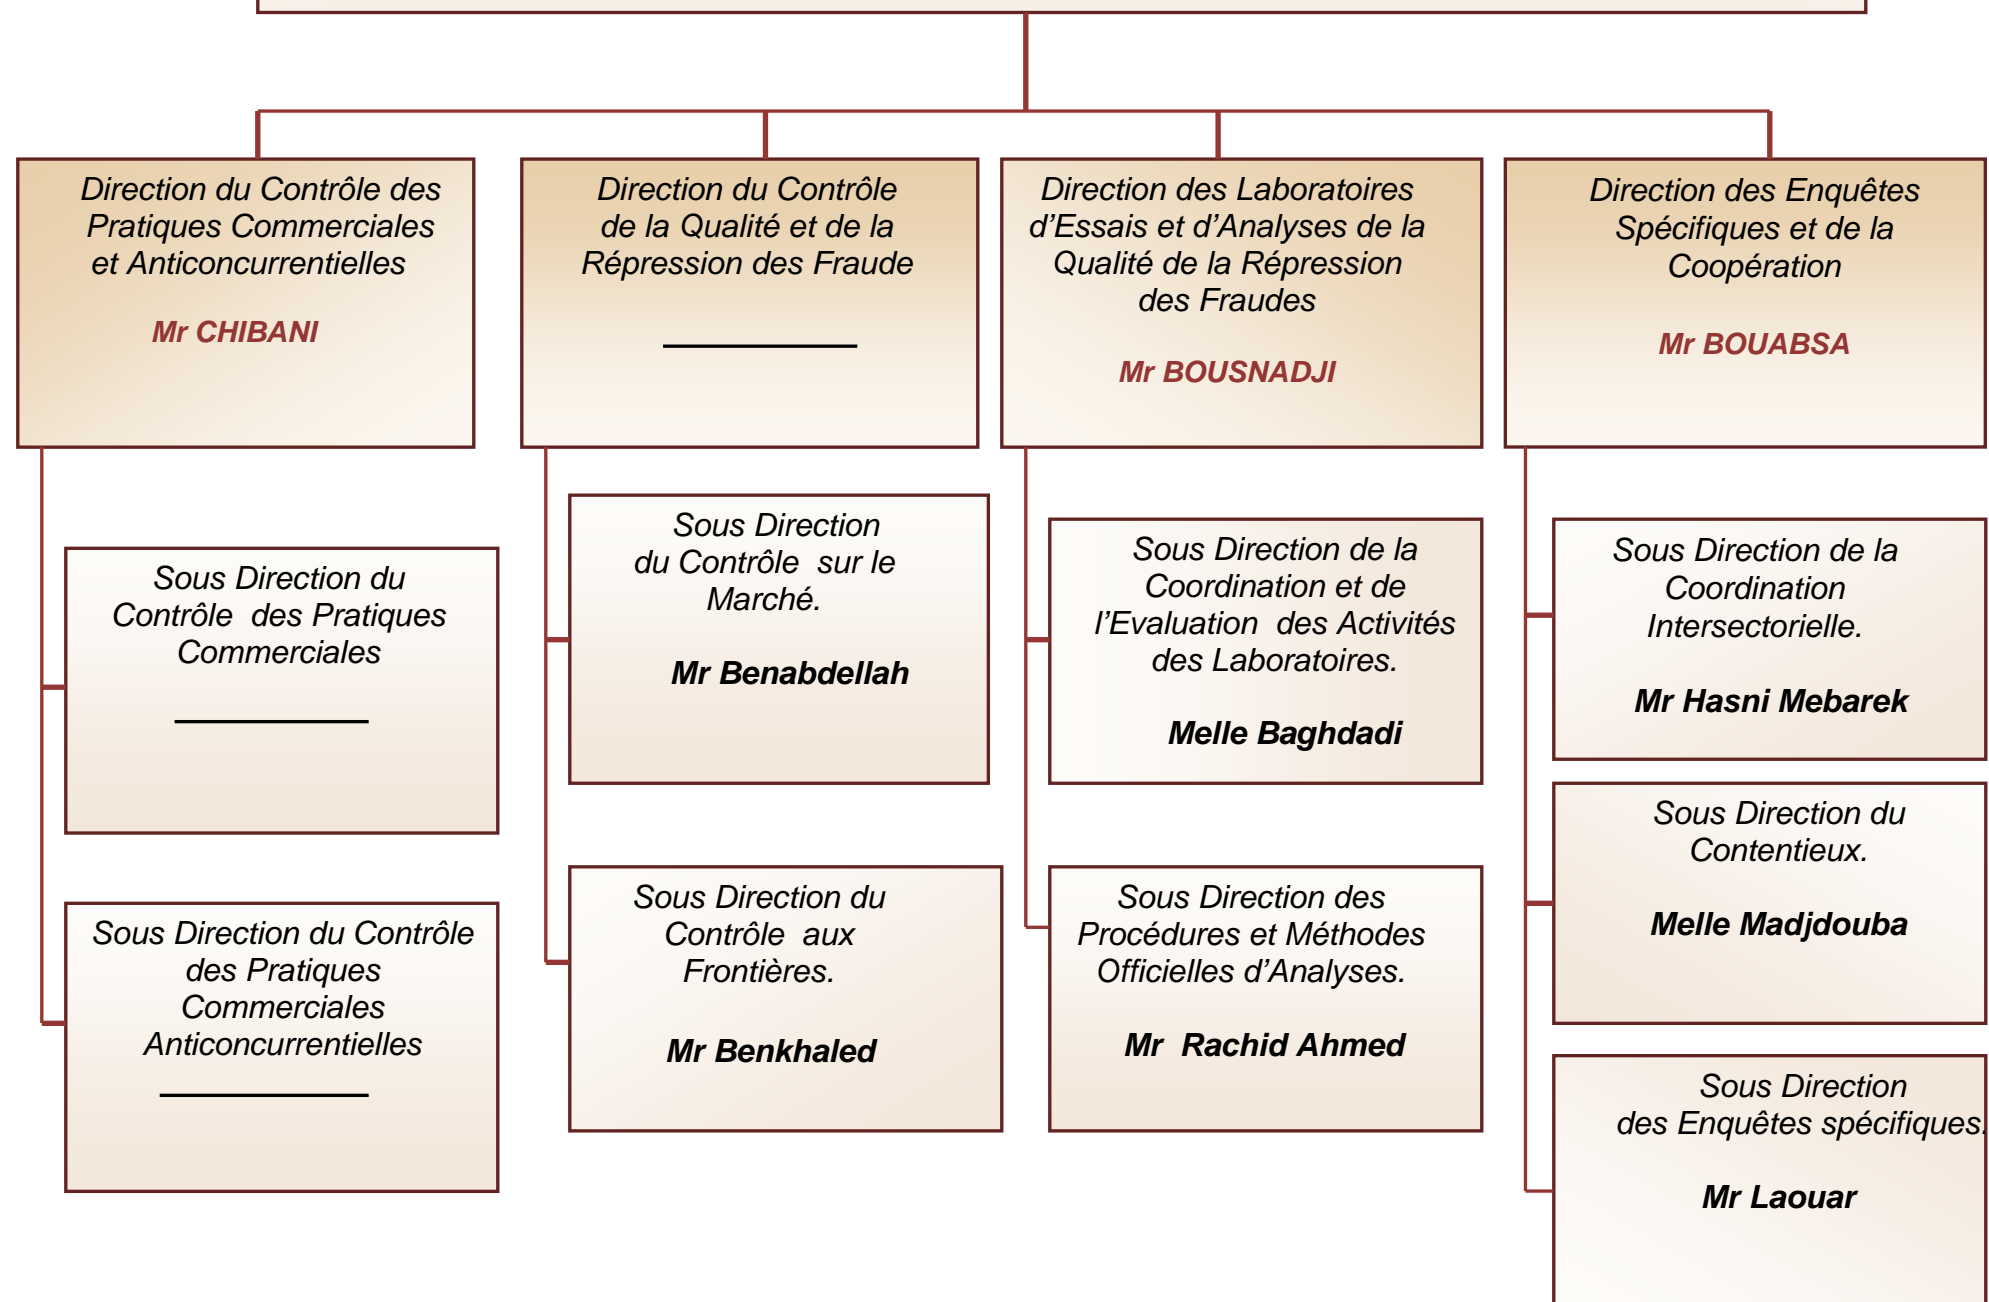 Direction du Contrôle des
Pratiques Commerciales
et Anticoncurrentielles
Mr CHIBANI
Direction du Contrôle
de la Qualité et de la
Répression des Fraude
Direction des Laboratoires
d’Essais et d’Analyses de la
Qualité de la Répression
des Fraudes
Mr BOUSNADJI
Direction des Enquêtes
Spécifiques et de la
Coopération
Mr BOUABSA
Sous Direction du
Contrôle des Pratiques
Commerciales
Sous Direction du Contrôle
des Pratiques
Commerciales
Anticoncurrentielles
Sous Direction
du Contrôle sur le
Marché.
Mr Benabdellah
Sous Direction du
Contrôle aux
Frontières.
Mr Benkhaled
Sous Direction de la
Coordination et de
l’Evaluation des Activités
des Laboratoires.
Melle Baghdadi
Sous Direction des
Procédures et Méthodes
Officielles d’Analyses.
Mr Rachid Ahmed
Sous Direction de la
Coordination
Intersectorielle.
Mr Hasni Mebarek
Sous Direction du
Contentieux.
Melle Madjdouba
Sous Direction
des Enquêtes spécifiques.
Mr Laouar